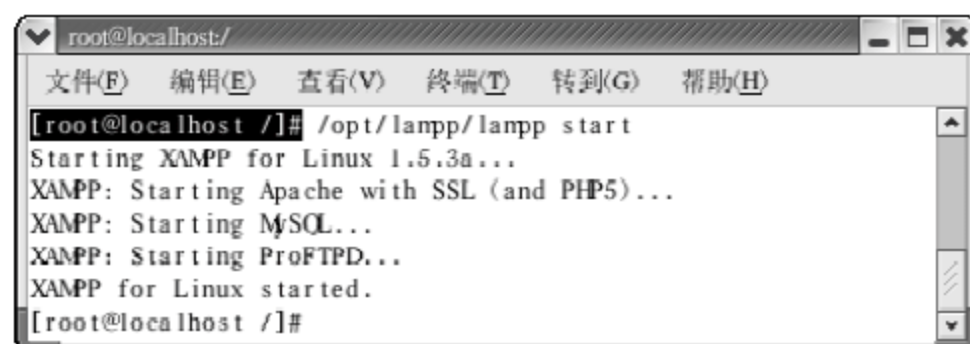 root@localhost:/
文件(F) 编辑(E) 查看(V) 终端(T) 转到(G) 帮助(H)
[root@localhost /]# /opt/lampp/lampp start
Starting XAMPP for Linux 1.5.3a...
XAMPP: Starting Apache with SSL (and PHP5)...
XAMPP: Starting MySQL...
XAMPP: Starting ProFTPD...
XAMPP for Linux started.
[root@localhost /]#